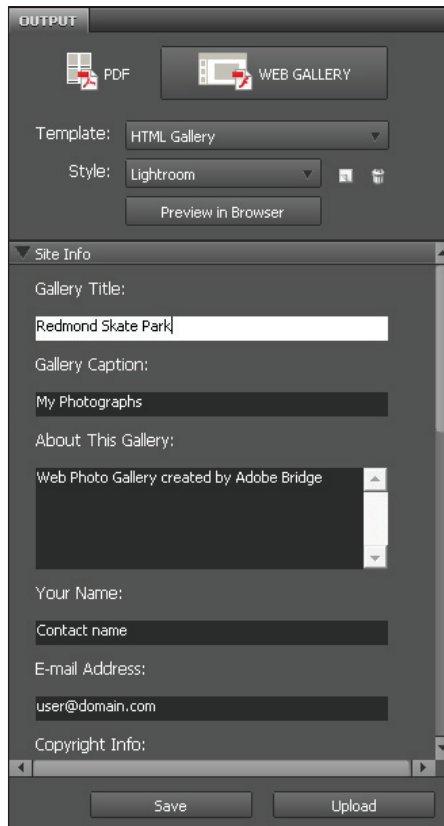 OUTPUT
PDF
WEB GALLERY
Template: HTML Gallery
Style: Lightroom
Preview in Browser
Site Info
Gallery Title:
Redmond Skate Park
Gallery Caption:
My Photographs
About This Gallery:
Web Photo Gallery created by Adobe Bridge
Your Name:
Contact name
E-mail Address:
user@domain.com
Copyright Info:
Save Upload